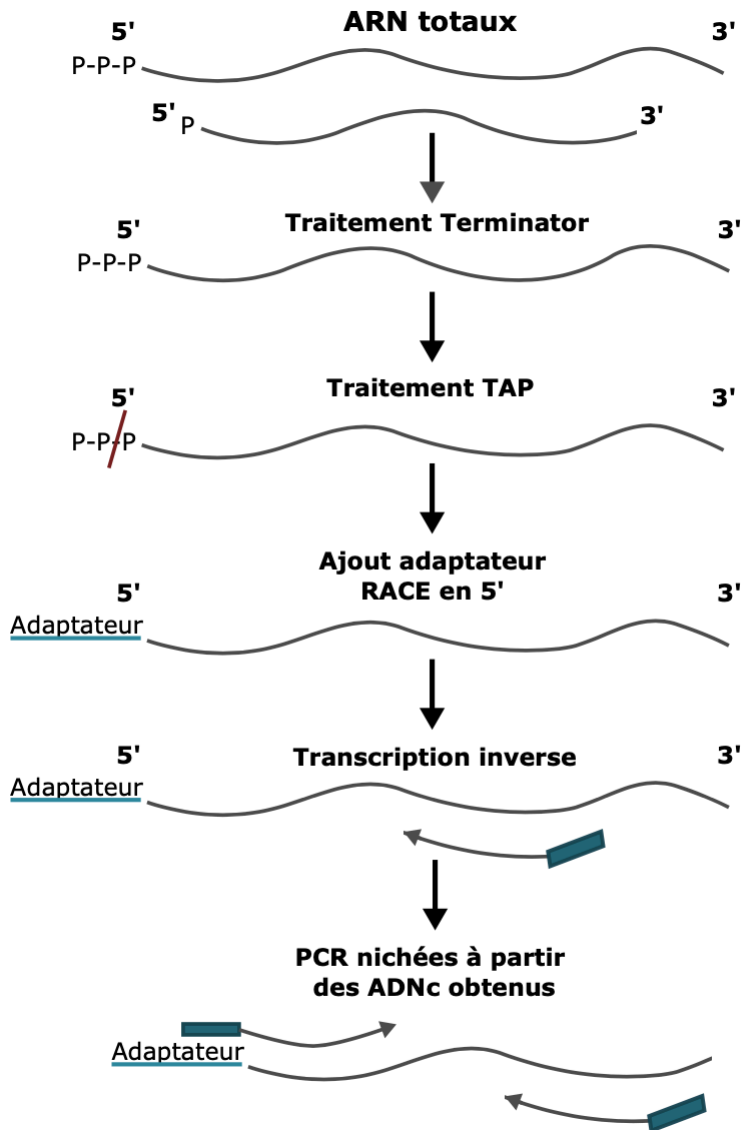 ARN totaux
5' 3'
P-P-P
5' P 3'
Traitement Terminator
5' 3'
P-P-P
Traitement TAP
5' 3'
P-P-P
Ajout adaptateur
RACE en 5'
5' 3'
Adaptateur
5' Transcription inverse 3'
Adaptateur
PCR nichées à partir
des ADNc obtenus
Adaptateur